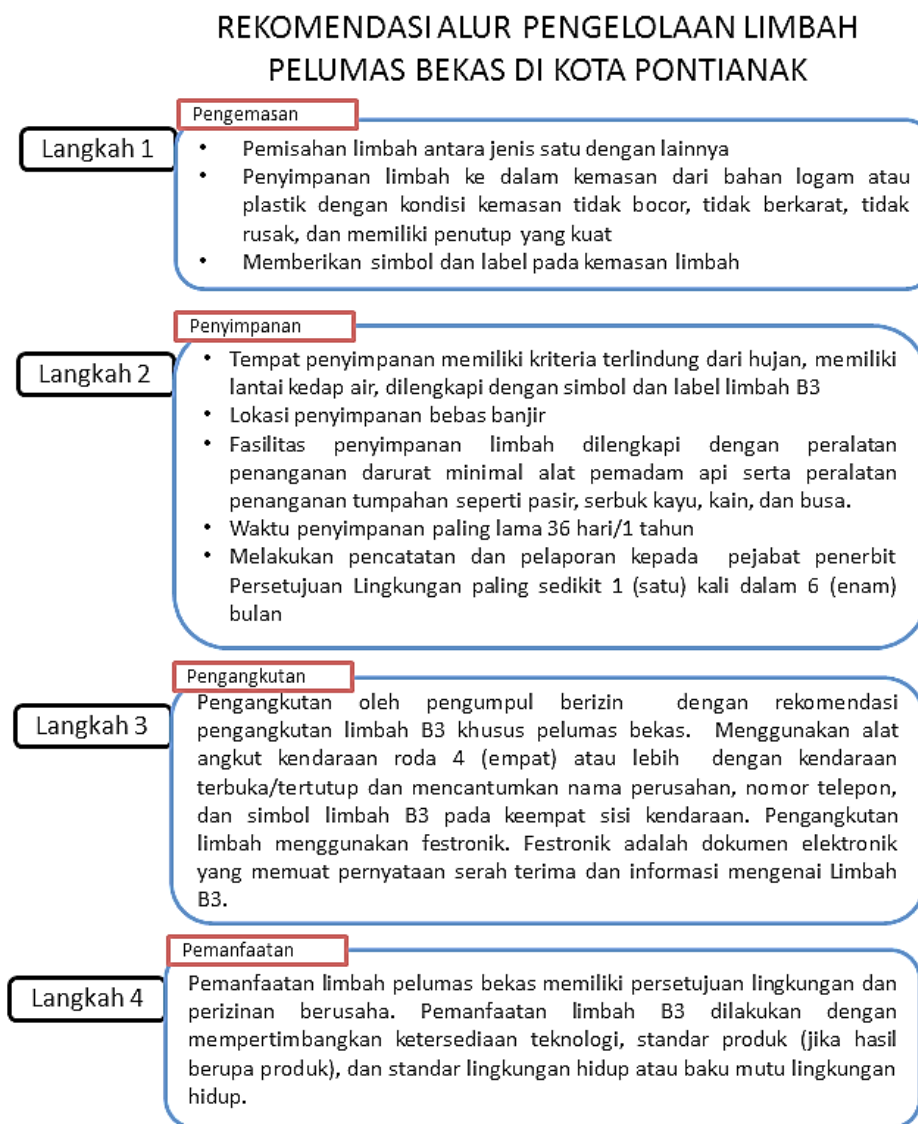 REKOMENDASI ALUR PENGELOLAAN LIMBAH
PELUMAS BEKAS DI KOTA PONTIANAK
Pengemasan
Langkah 1
• Pemisahan limbah antara jenis satu dengan lainnya
• Penyimpanan limbah ke dalam kemasan dari bahan logam atau
plastik dengan kondisi kemasan tidak bocor, tidak berkarat, tidak
rusak, dan memiliki penutup yang kuat
• Memberikan simbol dan label pada kemasan limbah
Penyimpanan
Langkah 2
• Tempat penyimpanan memiliki kriteria terlindung dari hujan, memiliki
lantai kedap air, dilengkapi dengan simbol dan label limbah B3
• Lokasi penyimpanan bebas banjir
• Fasilitas penyimpanan limbah dilengkapi dengan peralatan
penanganan darurat minimal alat pemadam api serta peralatan
penanganan tumpahan seperti pasir, serbuk kayu, kain, dan busa.
• Waktu penyimpanan paling lama 36 hari/1 tahun
• Melakukan pencatatan dan pelaporan kepada pejabat penerbit
Persetujuan Lingkungan paling sedikit 1 (satu) kali dalam 6 (enam)
bulan
Pengangkutan
Langkah 3
Pengangkutan oleh pengumpul berizin dengan rekomendasi
pengangkutan limbah B3 khusus pelumas bekas. Menggunakan alat
angkut kendaraan roda 4 (empat) atau lebih dengan kendaraan
terbuka/tertutup dan mencantumkan nama perusahan, nomor telepon,
dan simbol limbah B3 pada keempat sisi kendaraan. Pengangkutan
limbah menggunakan festronik. Festronik adalah dokumen elektronik
yang memuat pernyataan serah terima dan informasi mengenai Limbah
B3.
Pemanfaatan
Langkah 4
Pemanfaatan limbah pelumas bekas memiliki persetujuan lingkungan dan
perizinan berusaha. Pemanfaatan limbah B3 dilakukan dengan
mempertimbangkan ketersediaan teknologi, standar produk (jika hasil
berupa produk), dan standar lingkungan hidup atau baku mutu lingkungan
hidup.